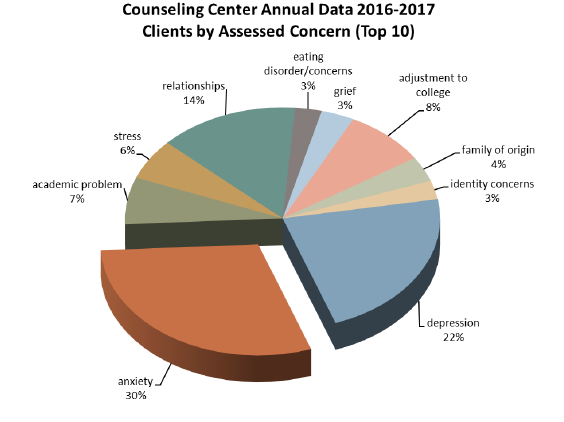 Counseling Center Annual Data 2016-2017
Clients by Assessed Concern (Top 10)
eating
disorder/concerns
3%
grief
3%
adjustment to
college
8%
family of origin
4%
identity concerns
3%
depression
22%
anxiety
30%
academic problem
7%
stress
6%
relationships
14%